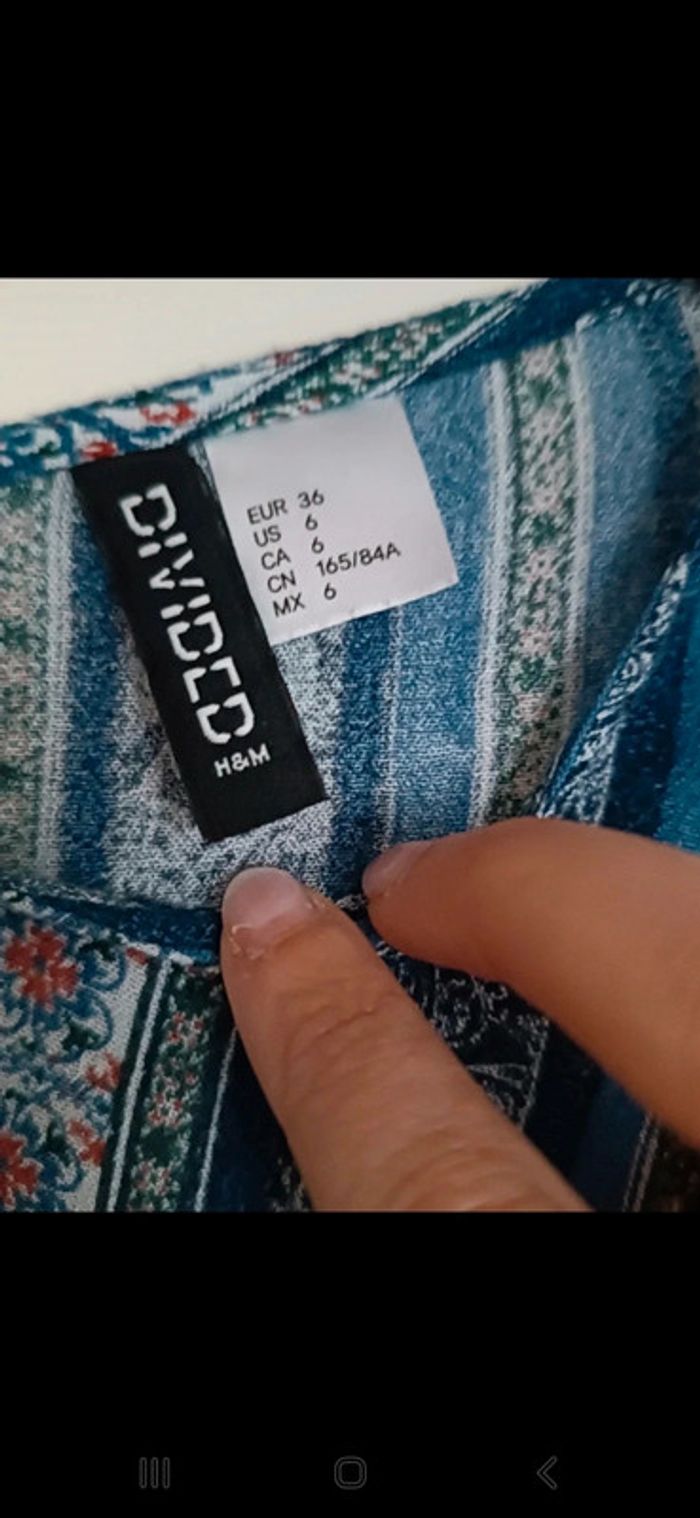 DIVIDED
H&M
EUR 36
US 6
CA 6
CN 165/84A
MX 6